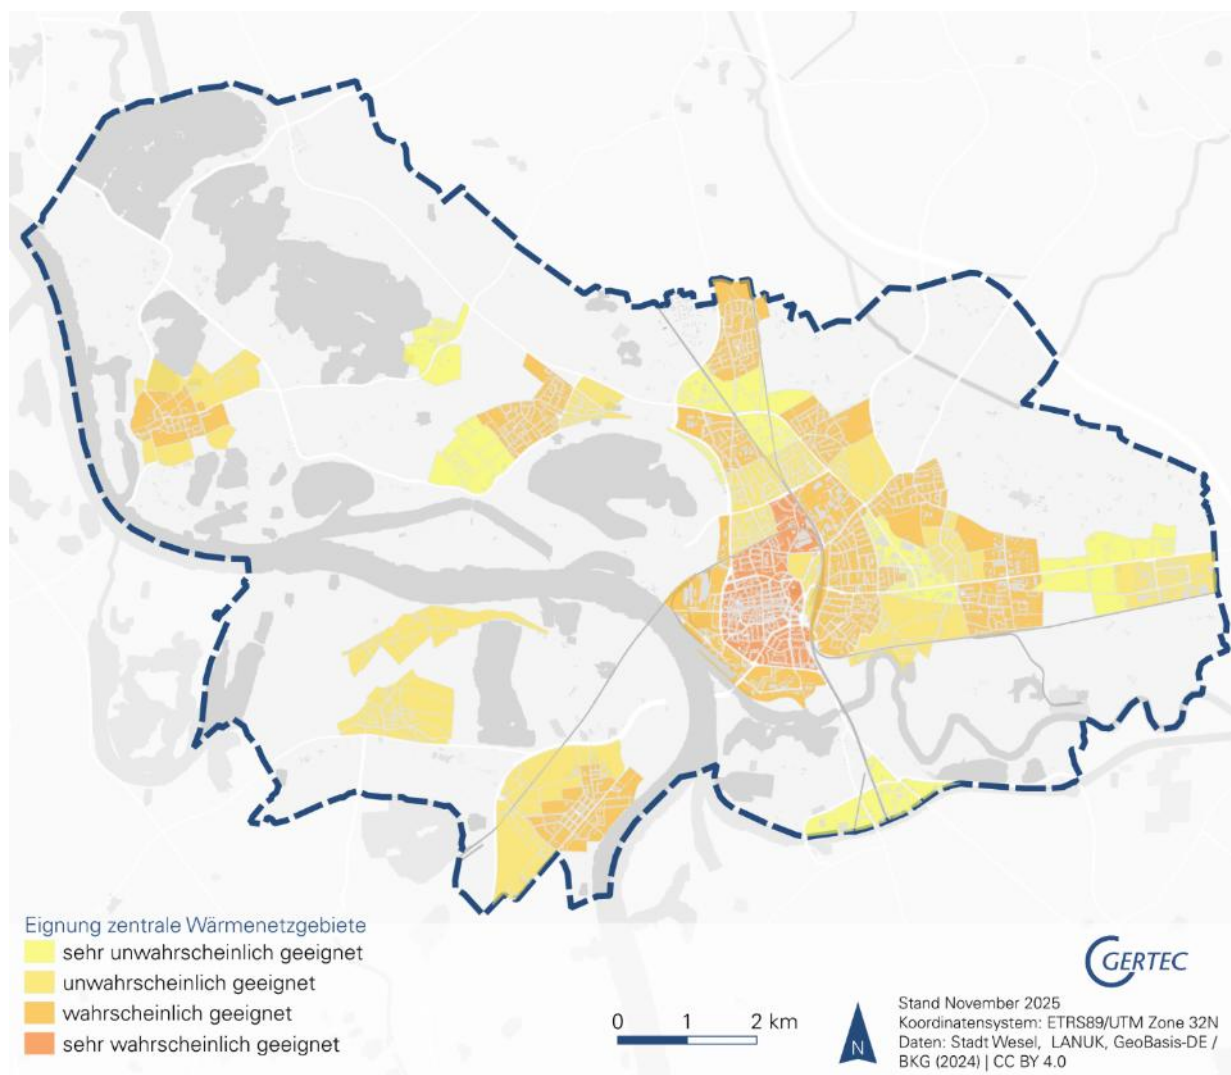 Eignung zentrale Wärmenetzgebiete
sehr unwahrscheinlich geeignet
unwahrscheinlich geeignet
wahrscheinlich geeignet
sehr wahrscheinlich geeignet
0 1 2 km
N
GERTEC
Stand November 2025
Koordinatensystem: ETRS89/UTM Zone 32N
Daten: Stadt Wesel, LANUK, GeoBasis-DE /
BKG (2024) | CC BY 4.0